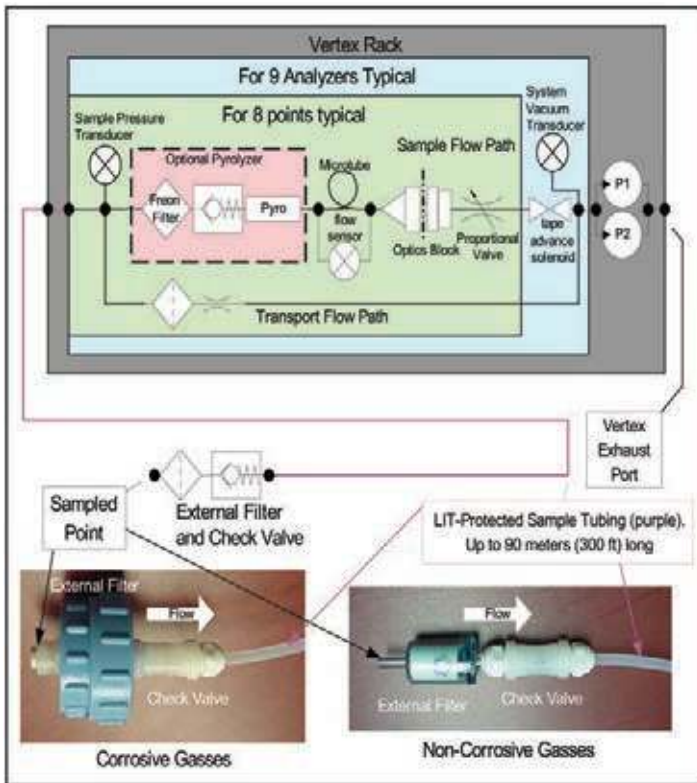 Vertex Rack
For 9 Analyzers Typical
For 8 points typical
System
Vacuum
Transducer
Sample Pressure
Transducer
Optional Pyrolyzer
Microtube
Sample Flow Path
Freon
Filter
Pyro
flow
sensor
Optics Block
Proportional
Valve
tape
advance
solenoid
P1
P2
Transport Flow Path
Vertex
Exhaust
Port
Sampled
Point
External Filter
and Check Valve
LIT-Protected Sample Tubing (purple).
Up to 90 meters (300 ft) long
External Filter
Flow
Check Valve
Corrosive Gasses
Flow
External Filter
Check Valve
Non-Corrosive Gasses